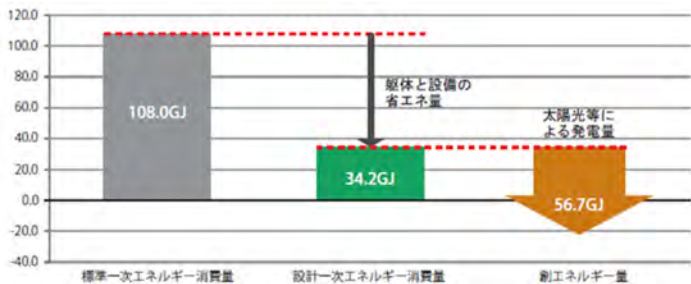 120.0
100.0
80.0
60.0
40.0
20.0
0.0
-20.0
-40.0
108.0GJ
躯体と設備の
省エネ量
34.2GJ
太陽光等に
よる発電量
56.7GJ
標準一次エネルギー消費量
設計一次エネルギー消費量
創エネルギー量